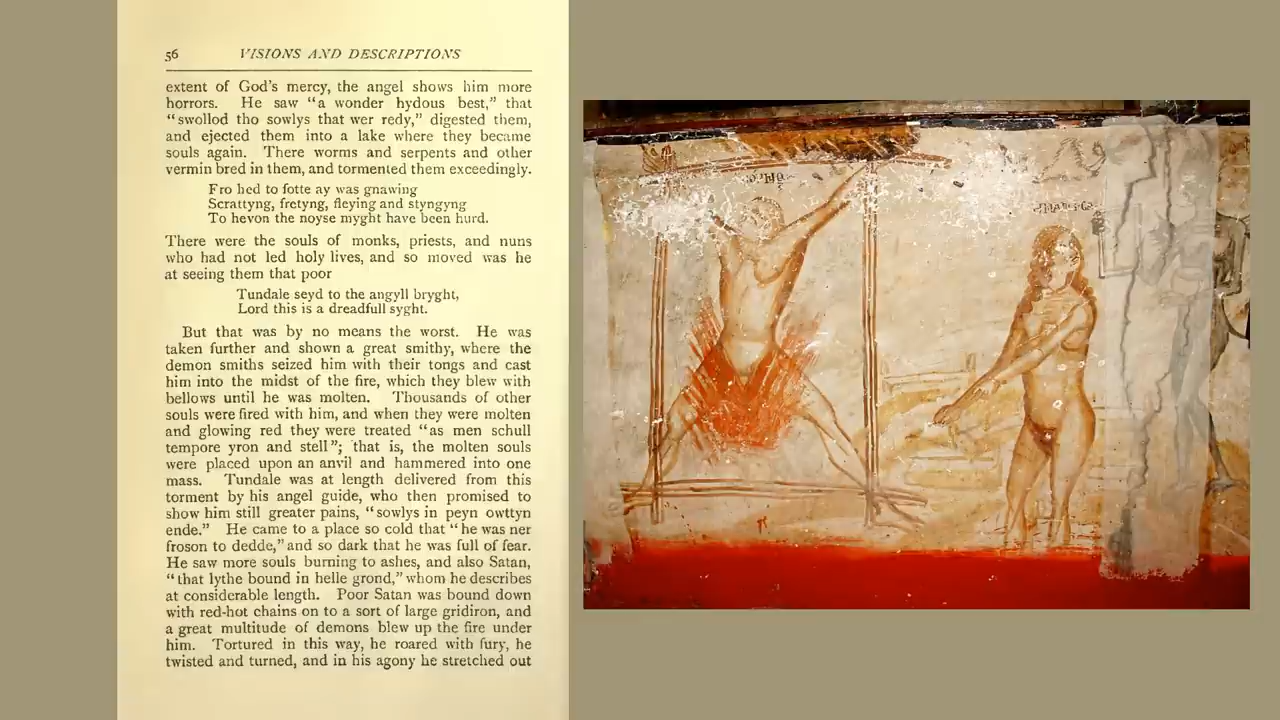 56 VISIONS AND DESCRIPTIONS
extent of God's mercy, the angel shows him more
horrors. He saw “a wonder hydous best,” that
“swollod tho sowlys that wer redy,” digested them,
and ejected them into a lake where they became
souls again. There worms and serpents and other
vermin bred in them, and tormented them exceedingly.
Fro hed to fotte ay was gnawing
Scrattyng, fretyng, fleying and styngyng
To hevon the noyse myght have been hurd.
There were the souls of monks, priests, and nuns
who had not led holy lives, and so moved was he
at seeing them that poor
Tundale seyd to the angyll bryght,
Lord this is a dreadfull syght.
But that was by no means the worst. He was
taken further and shown a great smithy, where the
demon smiths seized him with their tongs and cast
him into the midst of the fire, which they blew with
bellows until he was molten. Thousands of other
souls were fired with him, and when they were molten
and glowing red they were treated “as men schull
tempore yron and stell”; that is, the molten souls
were placed upon an anvil and hammered into one
mass. Tundale was at length delivered from this
torment by his angel guide, who then promised to
show him still greater pains, “sowlys in peyn owttyn
ende.” He came to a place so cold that “he was ner
froson to dedde,” and so dark that he was full of fear.
He saw more souls burning to ashes, and also Satan,
“that lythe bound in helle grond,” whom he describes
at considerable length. Poor Satan was bound down
with red-hot chains on to a sort of large gridiron, and
a great multitude of demons blew up the fire under
him. Tortured in this way, he roared with fury, he
twisted and turned, and in his agony he stretched out